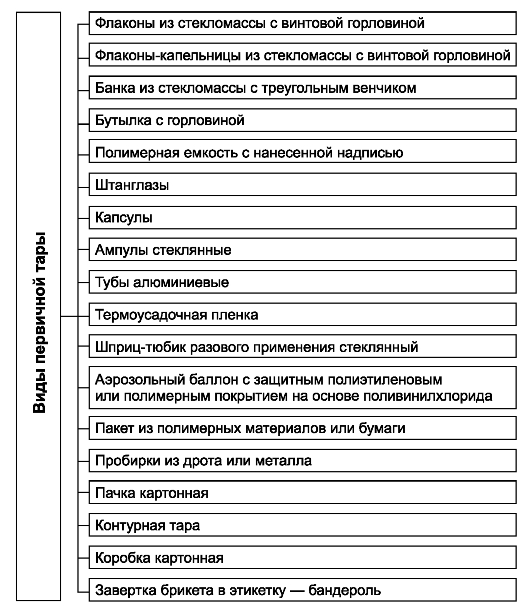 Виды первичной тары
Флаконы из стекломассы с винтовой горловиной
Флаконы-капельницы из стекломассы с винтовой горловиной
Банка из стекломассы с треугольным венчиком
Бутылка с горловиной
Полимерная емкость с нанесенной надписью
Штанглазы
Капсулы
Ампулы стеклянные
Тубы алюминиевые
Термоусадочная пленка
Шприц-тюбик разового применения стеклянный
Аэрозольный баллон с защитным полиэтиленовым
или полимерным покрытием на основе поливинилхлорида
Пакет из полимерных материалов или бумаги
Пробирки из дрота или металла
Пачка картонная
Контурная тара
Коробка картонная
Завертка брикета в этикетку — бандероль